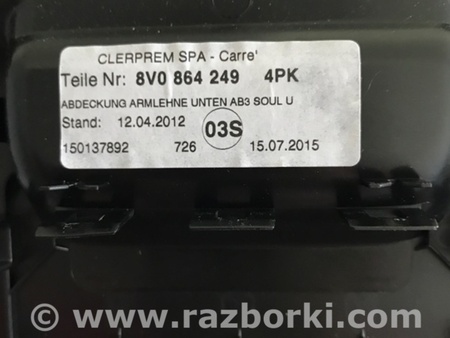 CLERPREM SPA - Carre'
Teile Nr: 8V0 864 249 4PK
ABDECKUNG ARMLEHNE UNTEN AB3 SOUL U
Stand: 12.04.2012 03S
150137892 726 15.07.2015
© www.razborki.com